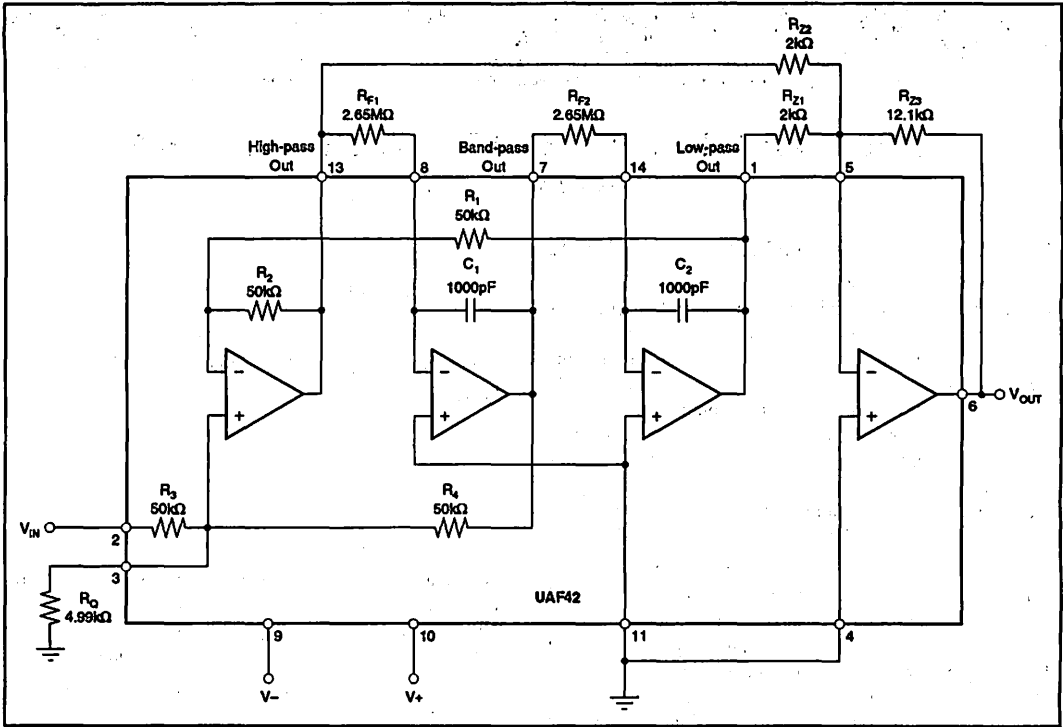 R_Z2
2kΩ
R_F1
2.65MΩ
R_F2
2.65MΩ
R_Z1
2kΩ
R_Z3
12.1kΩ
High-pass
Out
13
8
Band-pass
Out
7
14
Low-pass
Out
1
5
R_1
50kΩ
R_2
50kΩ
C_1
1000pF
C_2
1000pF
–
+
–
+
–
+
–
+
6
V_OUT
R_3
50kΩ
R_4
50kΩ
V_IN
2
3
R_Q
4.99kΩ
UAF42
9
10
11
4
V–
V+